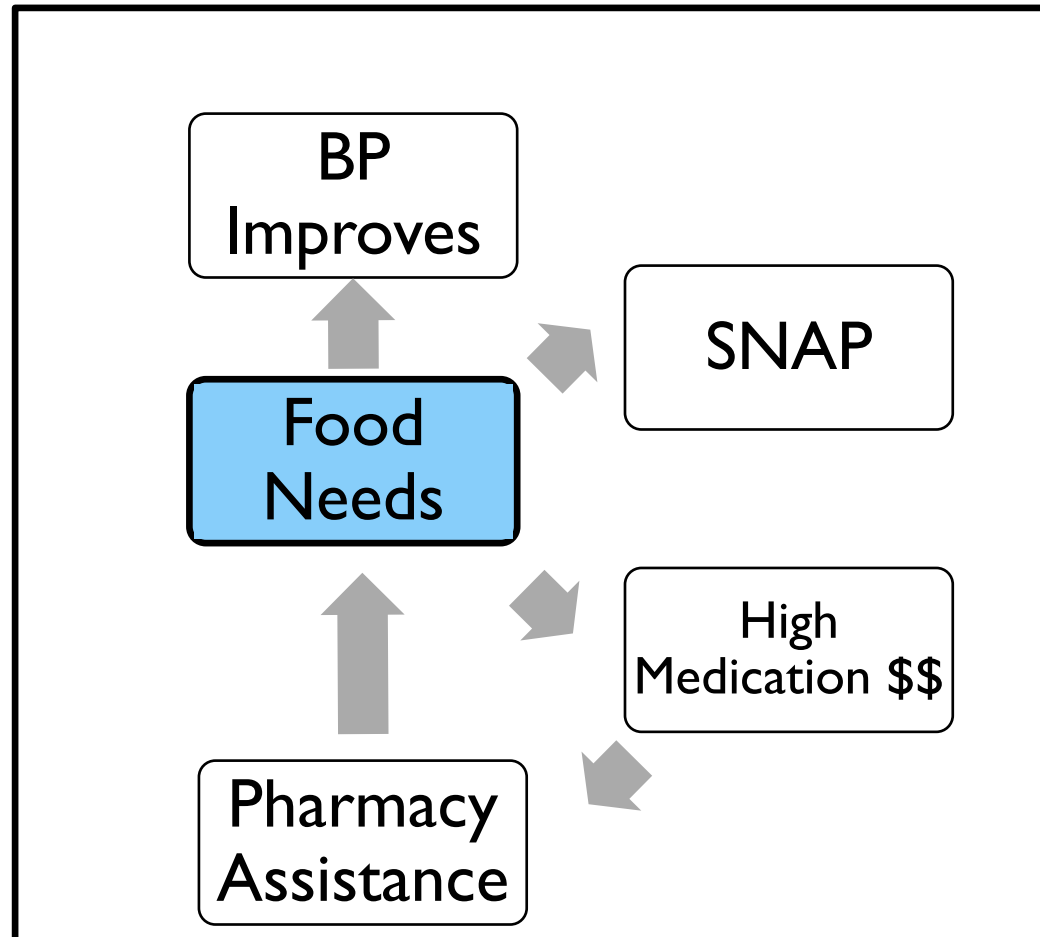 BP
Improves
SNAP
Food
Needs
High
Medication $$
Pharmacy
Assistance